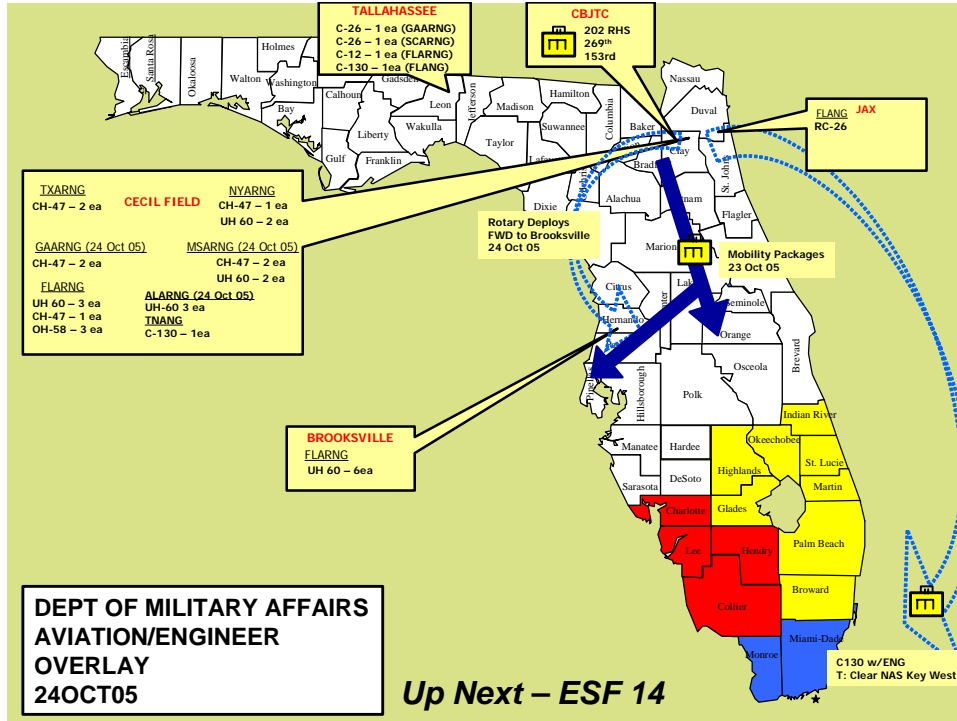 TALLAHASSEE
C-26 – 1 ea (GAARNG)
C-26 – 1 ea (SCARNG)
C-12 – 1 ea (FLARNG)
C-130 – 1ea (FLANG)
CBJTC
202 RHS
269th
153rd
FLANG JAX
RC-26
TXARNG
CH-47 – 2 ea
CECIL FIELD
NYARNG
CH-47 – 1 ea
UH 60 – 2 ea
GAARNG (24 Oct 05)
CH-47 – 2 ea
MSARNG (24 Oct 05)
CH-47 – 2 ea
UH 60 – 2 ea
FLARNG
UH 60 – 3 ea
CH-47 – 1 ea
OH-58 – 3 ea
ALARNG (24 Oct 05)
UH-60 3 ea
TNANG
C-130 – 1ea
Rotary Deploys
FWD to Brooksville
24 Oct 05
Mobility Packages
23 Oct 05
BROOKSVILLE
FLARNG
UH 60 – 6ea
C130 w/ENG
T: Clear NAS Key West
Escambia
Santa Rosa
Okaloosa
Walton
Holmes
Washington
Bay
Calhoun
Gulf
Liberty
Franklin
Gadsden
Leon
Wakulla
Jefferson
Madison
Taylor
Hamilton
Suwannee
Lafa
Dixie
Columbia
Baker
Nassau
Duval
Clay
St. Johns
Brad
Alachua
nam
Flagler
Marion
Citrus
Hernando
Lak
eminole
Orange
Brevard
Osceola
Pinellas
Hillsborough
Polk
Indian River
Okeechobee
Manatee
Hardee
Highlands
St. Lucie
Martin
Sarasota
DeSoto
Charlotte
Glades
Lee
Hendry
Palm Beach
Collier
Broward
Monroe
Miami-Dade
DEPT OF MILITARY AFFAIRS
AVIATION/ENGINEER
OVERLAY
24OCT05
Up Next – ESF 14